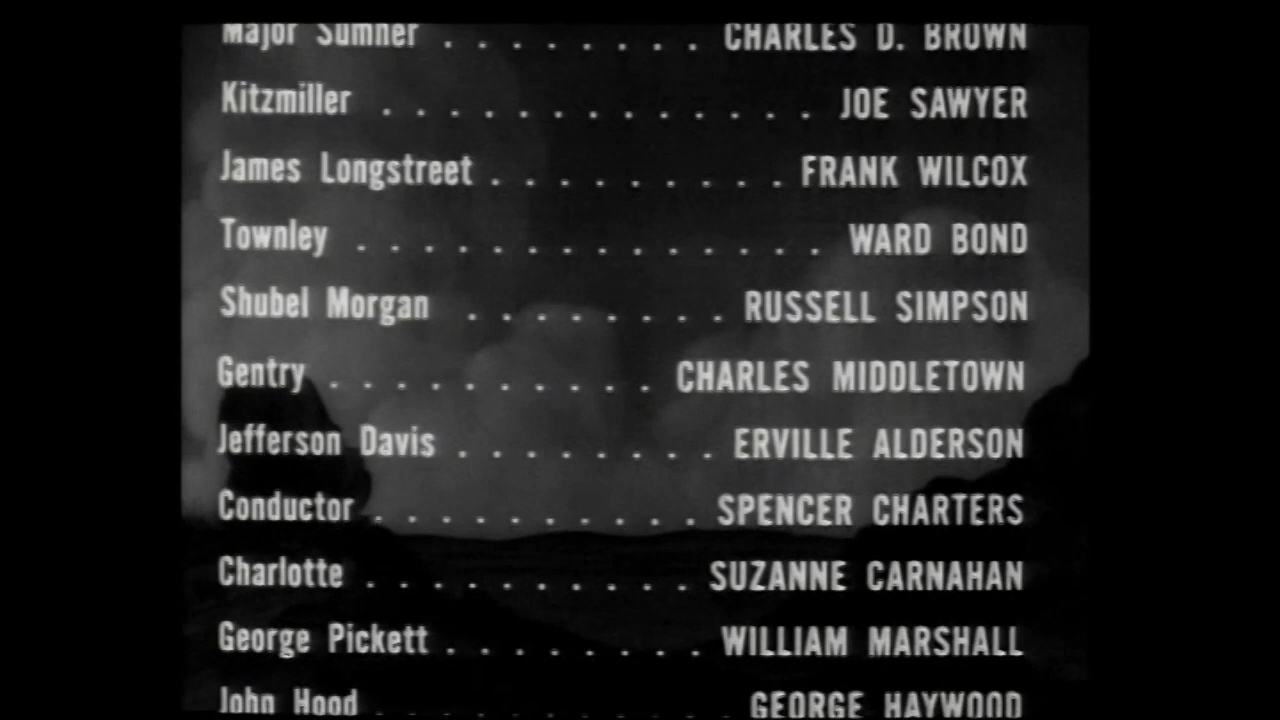 Major Sumner . . . . . . . . CHARLES D. BROWN
Kitzmiller . . . . . . . . . . . . . JOE SAWYER
James Longstreet . . . . . . . . . FRANK WILCOX
Townley . . . . . . . . . . . . . . WARD BOND
Shubel Morgan . . . . . . . . RUSSELL SIMPSON
Gentry . . . . . . . . . . CHARLES MIDDLETOWN
Jefferson Davis . . . . . . . . ERVILLE ALDERSON
Conductor . . . . . . . . . . SPENCER CHARTERS
Charlotte . . . . . . . . . . SUZANNE CARNAHAN
George Pickett . . . . . . . . WILLIAM MARSHALL
John Hood . . . . . . . . . . . GEORGE HAYWOOD